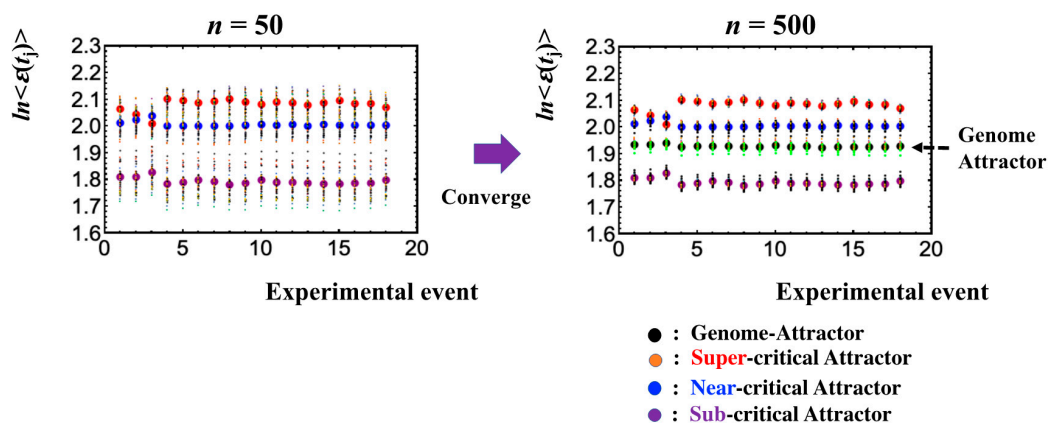 n = 50
ln<ε(tj)>
2.3
2.2
2.1
2.0
1.9
1.8
1.7
1.6
0
5
10
15
20
Experimental event
Converge
n = 500
ln<ε(tj)>
2.3
2.2
2.1
2.0
1.9
1.8
1.7
1.6
0
5
10
15
20
Experimental event
Genome
Attractor
: Genome-Attractor
: Super-critical Attractor
: Near-critical Attractor
: Sub-critical Attractor